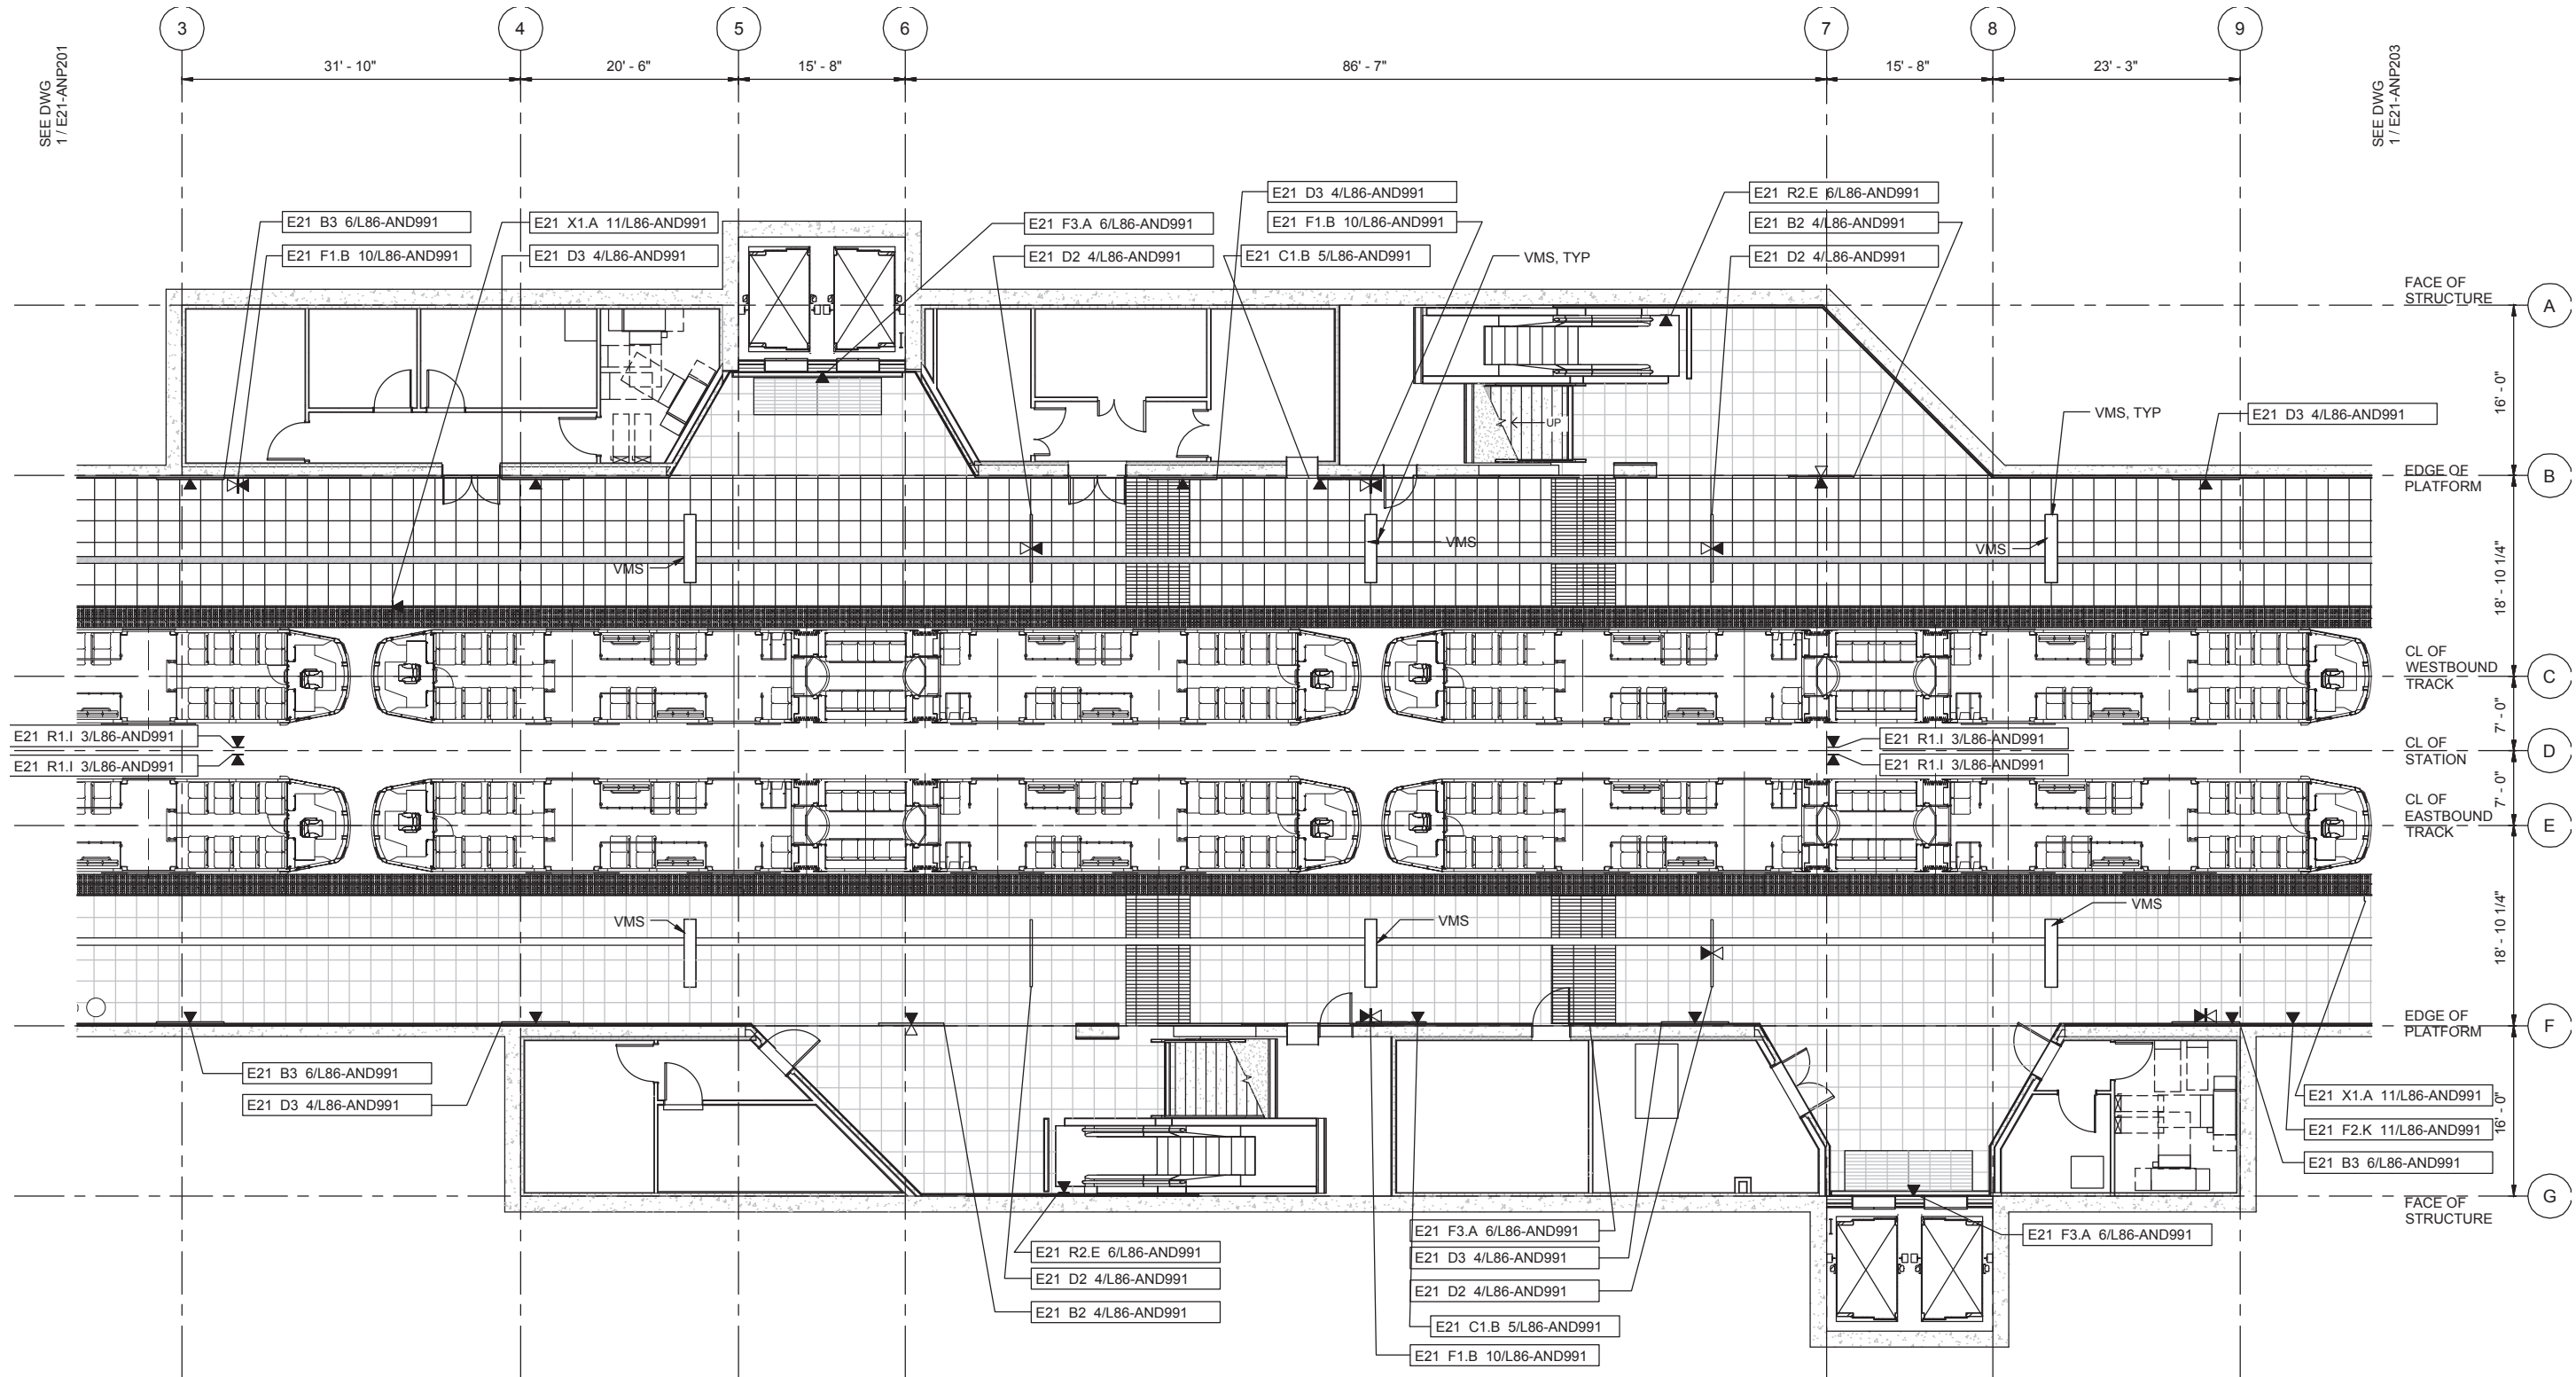 3
4
5
6
7
8
9
31' - 10"
20' - 6"
15' - 8"
86' - 7"
15' - 8"
23' - 3"
SEE DWG
1 / E21-ANP201
SEE DWG
1 / E21-ANP203
E21 B3 6/L86-AND991
E21 F1.B 10/L86-AND991
E21 X1.A 11/L86-AND991
E21 D3 4/L86-AND991
E21 F3.A 6/L86-AND991
E21 D2 4/L86-AND991
E21 D3 4/L86-AND991
E21 F1.B 10/L86-AND991
E21 C1.B 5/L86-AND991
VMS, TYP
E21 R2.E 6/L86-AND991
E21 B2 4/L86-AND991
E21 D2 4/L86-AND991
VMS, TYP
E21 D3 4/L86-AND991
FACE OF
STRUCTURE
A
16' - 0"
UP
EDGE OF
PLATFORM
B
VMS
VMS
VMS
18' - 10 1/4"
CL OF
WESTBOUND
TRACK
C
7' - 0"
E21 R1.I 3/L86-AND991
E21 R1.I 3/L86-AND991
E21 R1.I 3/L86-AND991
E21 R1.I 3/L86-AND991
CL OF
STATION
D
7' - 0"
CL OF
EASTBOUND
TRACK
E
VMS
VMS
VMS
18' - 10 1/4"
EDGE OF
PLATFORM
F
E21 B3 6/L86-AND991
E21 D3 4/L86-AND991
E21 X1.A 11/L86-AND991
E21 F2.K 11/L86-AND991
E21 B3 6/L86-AND991
16' - 0"
FACE OF
STRUCTURE
G
E21 R2.E 6/L86-AND991
E21 D2 4/L86-AND991
E21 B2 4/L86-AND991
E21 F3.A 6/L86-AND991
E21 D3 4/L86-AND991
E21 D2 4/L86-AND991
E21 C1.B 5/L86-AND991
E21 F1.B 10/L86-AND991
E21 F3.A 6/L86-AND991